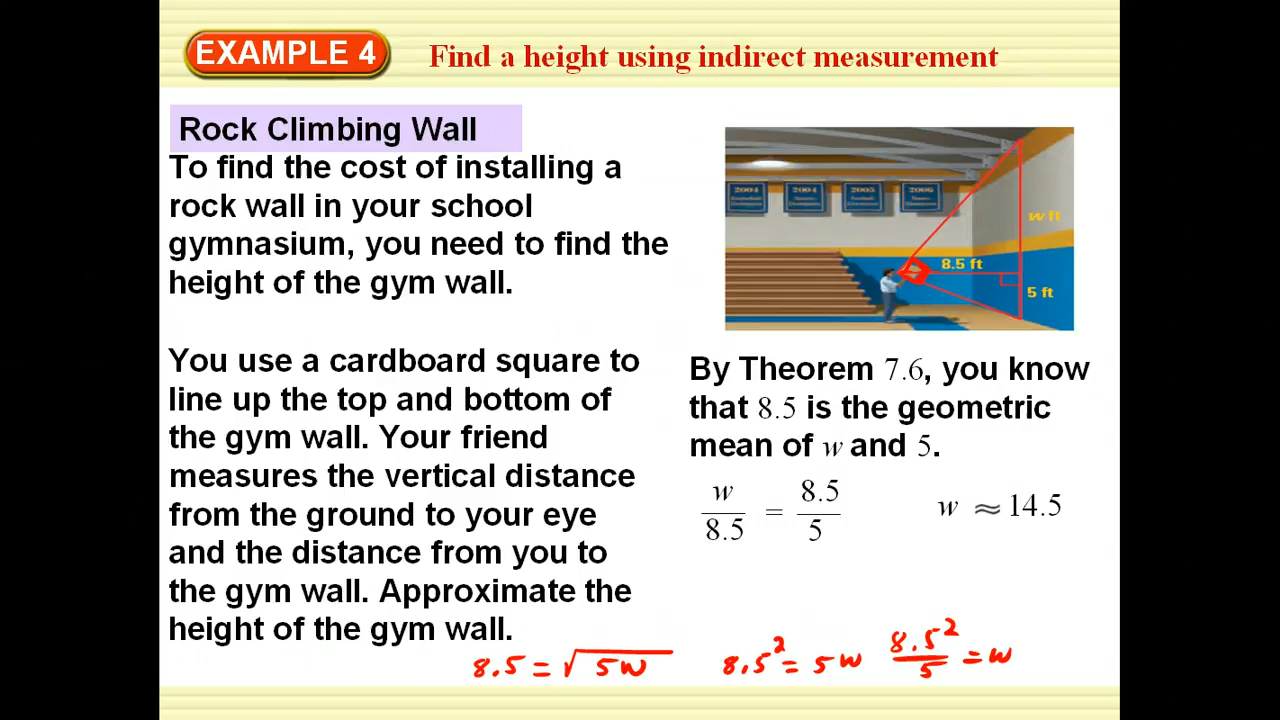 EXAMPLE 4
Find a height using indirect measurement
Rock Climbing Wall
To find the cost of installing a
rock wall in your school
gymnasium, you need to find the
height of the gym wall.
You use a cardboard square to
line up the top and bottom of
the gym wall. Your friend
measures the vertical distance
from the ground to your eye
and the distance from you to
the gym wall. Approximate the
height of the gym wall.
2004
2004
2005
2006
w ft
8.5 ft
5 ft
By Theorem 7.6, you know
that 8.5 is the geometric
mean of w and 5.
w/8.5 = 8.5/5
w ≈ 14.5
8.5 = √5w
8.5² = 5w
8.5²/5 = w